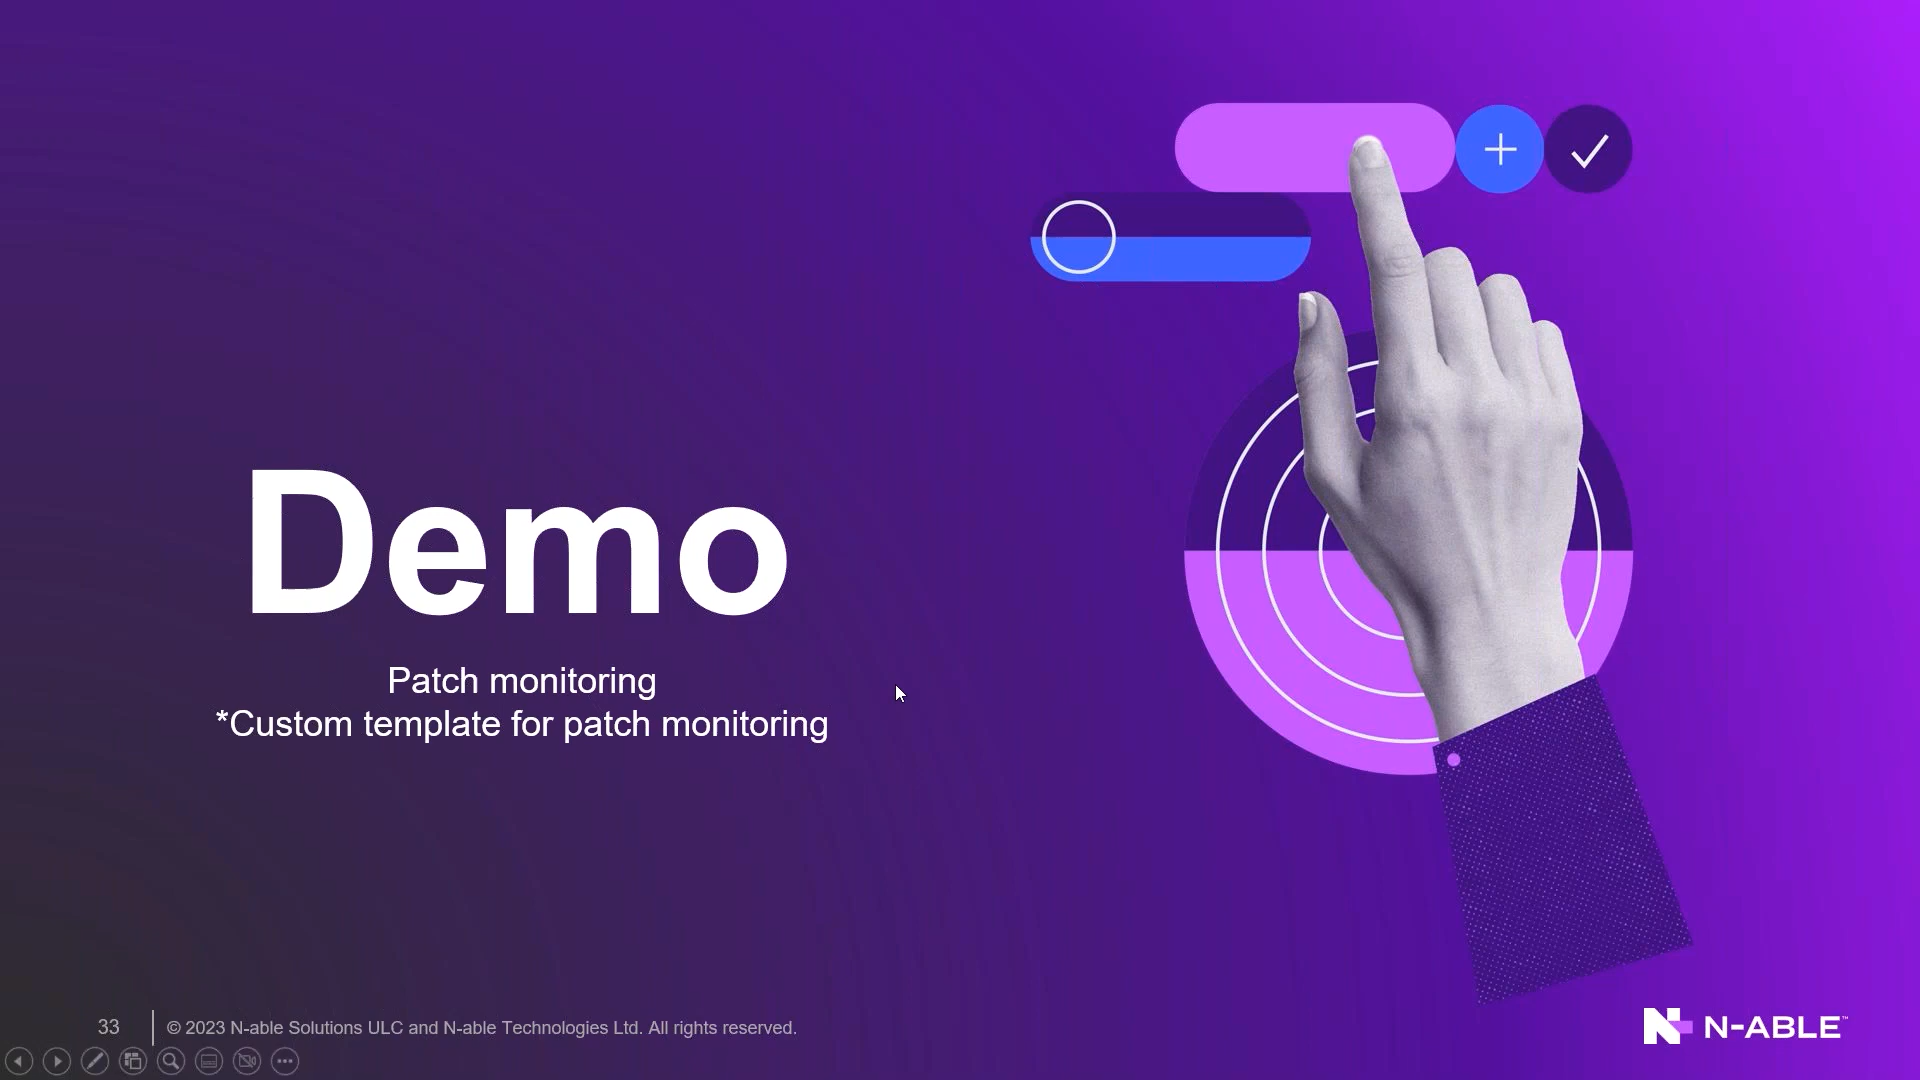 Demo
Patch monitoring
*Custom template for patch monitoring
33
© 2023 N-able Solutions ULC and N-able Technologies Ltd. All rights reserved.
N-ABLE™